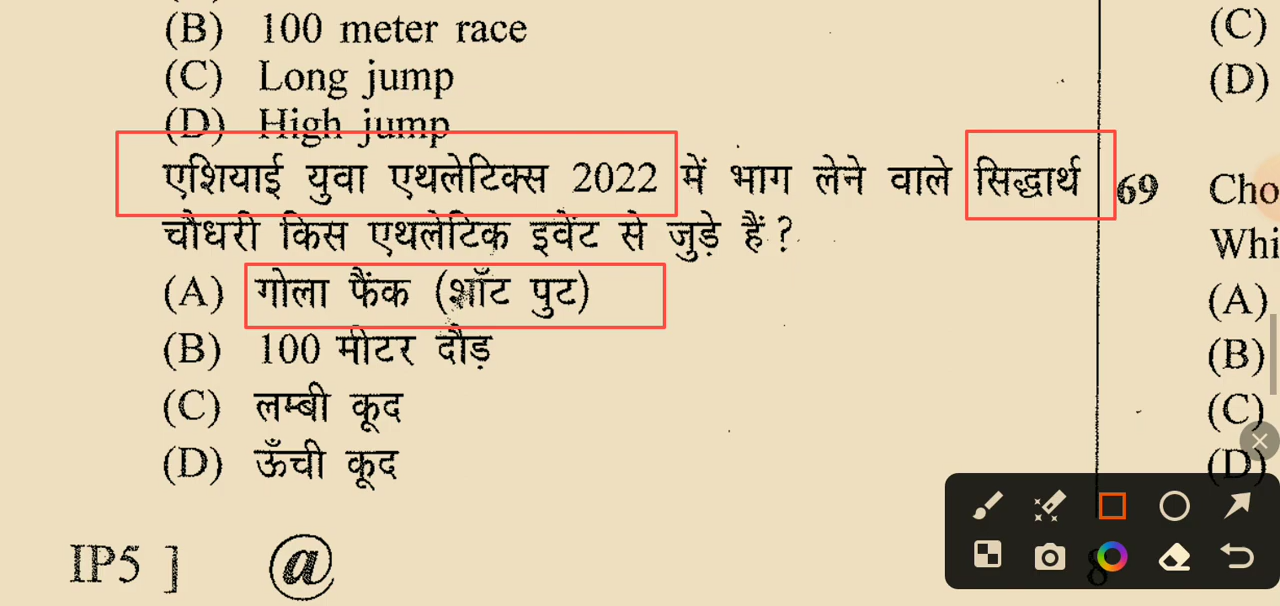 (B) 100 meter race
(C) Long jump
(D) High jump
एशियाई युवा एथलेटिक्स 2022 में भाग लेने वाले सिद्धार्थ
चौधरी किस एथलेटिक इवेंट से जुड़े हैं ?
(A) गोला फैंक (शॉट पुट)
(B) 100 मीटर दौड़
(C) लम्बी कूद
(D) ऊँची कूद
IP5 ] @
8
(C)
(D)
69 Cho
Whi
(A)
(B)
(C)
(D)